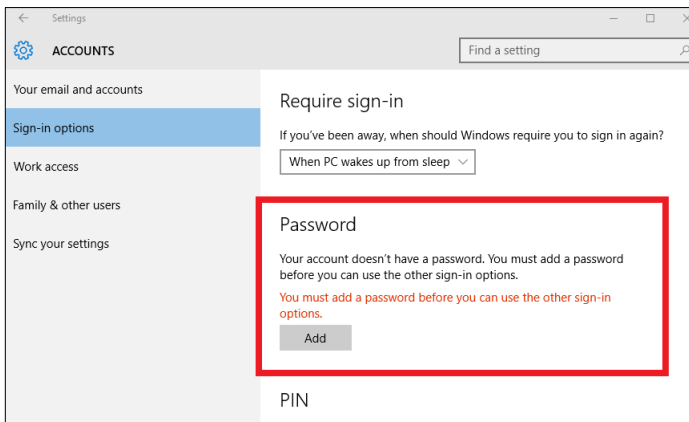 Settings
ACCOUNTS
Find a setting
Your email and accounts
Sign-in options
Work access
Family & other users
Sync your settings
Require sign-in
If you've been away, when should Windows require you to sign in again?
When PC wakes up from sleep
Password
Your account doesn't have a password. You must add a password
before you can use the other sign-in options.
You must add a password before you can use the other sign-in
options.
Add
PIN